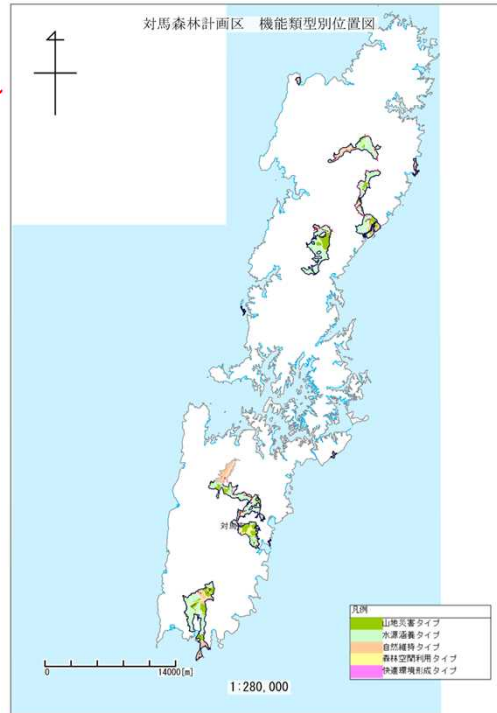 対馬森林計画区 機能類型別位置図
対馬
凡例
山地災害タイプ
水源涵養タイプ
自然維持タイプ
森林空間利用タイプ
快適環境形成タイプ
0 14000[m]
1:280,000